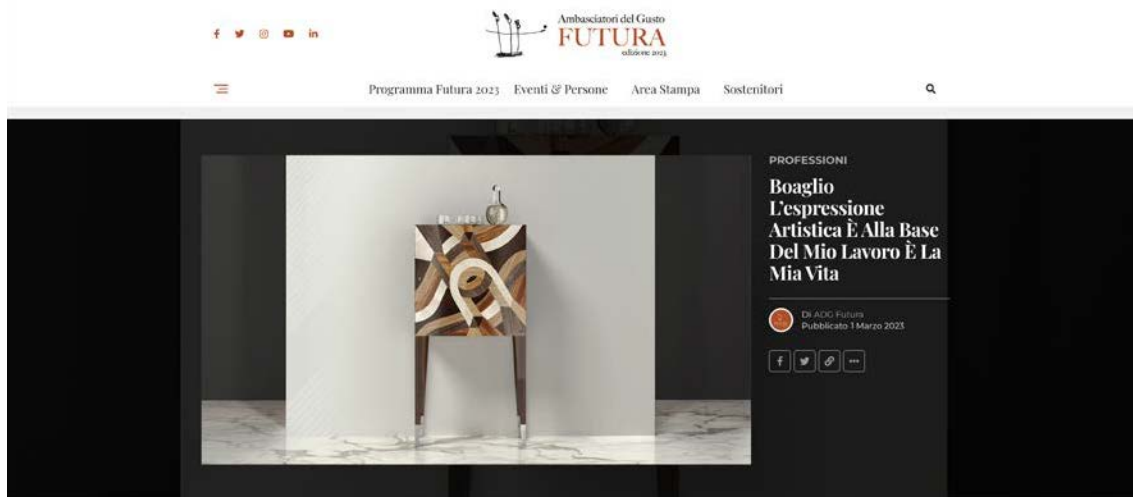 Ambasciatori del Gusto
FUTURA
edizione 2023
Programma Futura 2023 Eventi & Persone Area Stampa Sostenitori
PROFESSIONI
Boaglio
L'espressione
Artistica È Alla Base
Del Mio Lavoro È La
Mia Vita
Di ADG Futura
Pubblicato 1 Marzo 2023